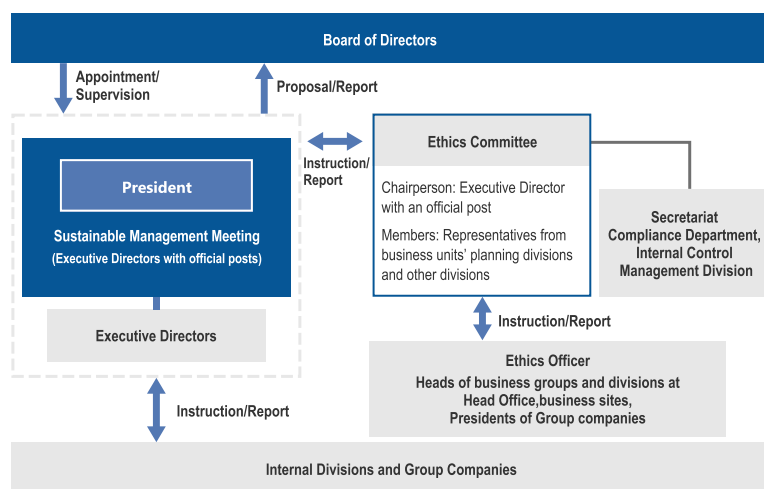 Board of Directors
Appointment/
Supervision
Proposal/Report
President
Sustainable Management Meeting
(Executive Directors with official posts)
Executive Directors
Instruction/
Report
Ethics Committee
Chairperson: Executive Director
with an official post
Members: Representatives from
business units’ planning divisions
and other divisions
Secretariat
Compliance Department,
Internal Control
Management Division
Instruction/Report
Ethics Officer
Heads of business groups and divisions at
Head Office,business sites,
Presidents of Group companies
Instruction/Report
Internal Divisions and Group Companies